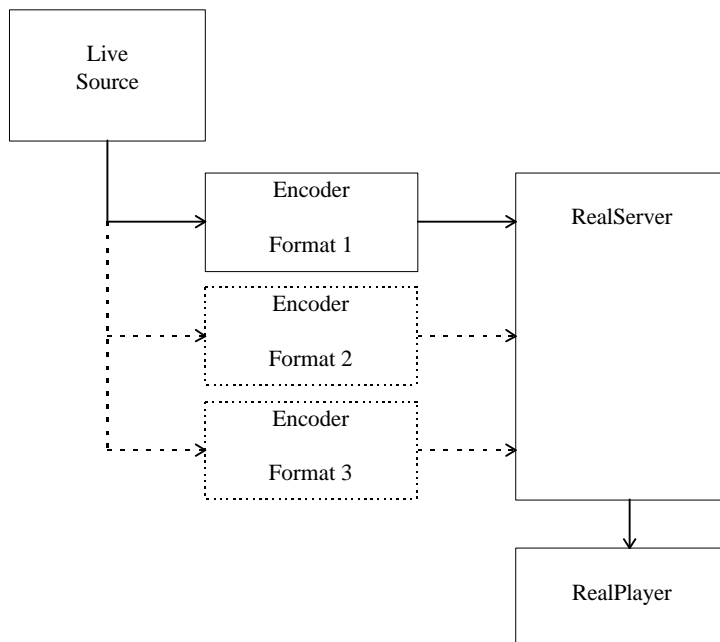 Live
Source
Encoder
Format 1
RealServer
Encoder
Format 2
Encoder
Format 3
RealPlayer